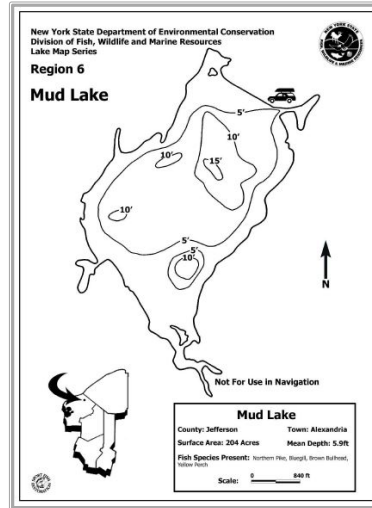 New York State Department of Environmental Conservation
Division of Fish, Wildlife and Marine Resources
Lake Map Series
Region 6
Mud Lake
5'
10'
15'
10'
10'
5'
5'
10'
N
Not For Use in Navigation
Mud Lake
County: Jefferson Town: Alexandria
Surface Area: 204 Acres Mean Depth: 5.9ft
Fish Species Present: Northern Pike, Bluegill, Brown Bullhead,
Yellow Perch
Scale: 0 840 ft